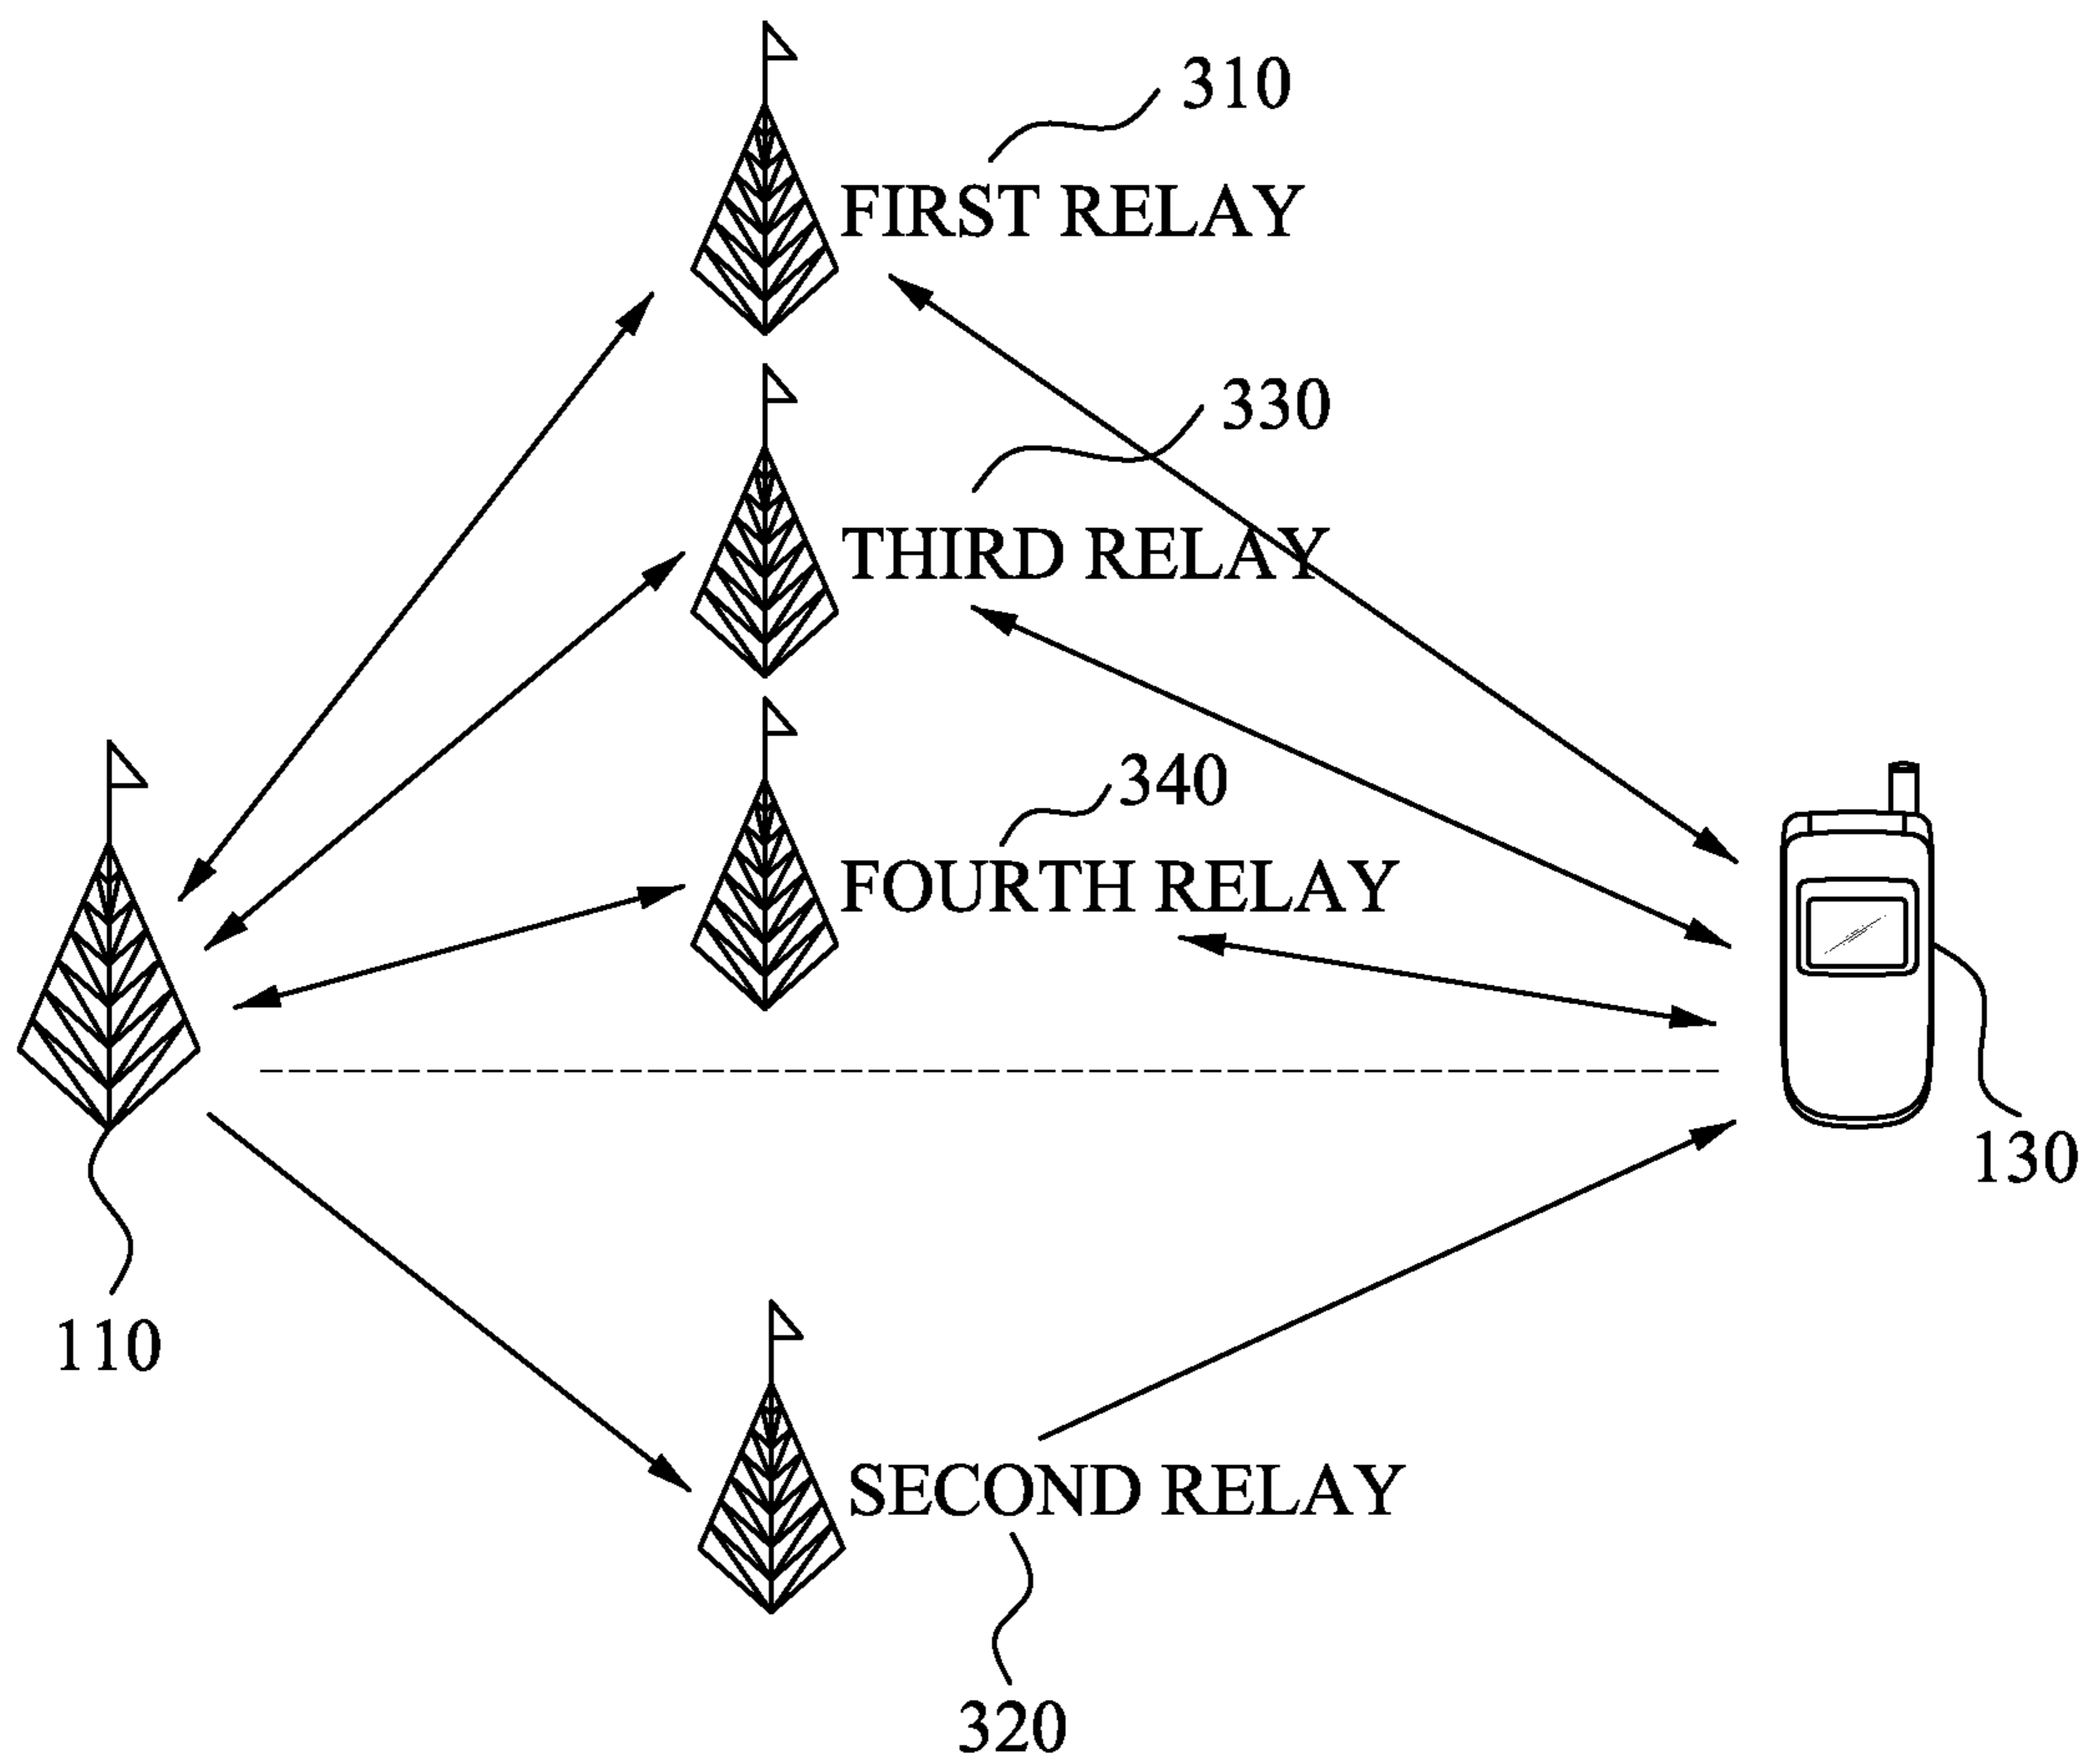 310
FIRST RELAY
330
THIRD RELAY
340
FOURTH RELAY
130
110
SECOND RELAY
320